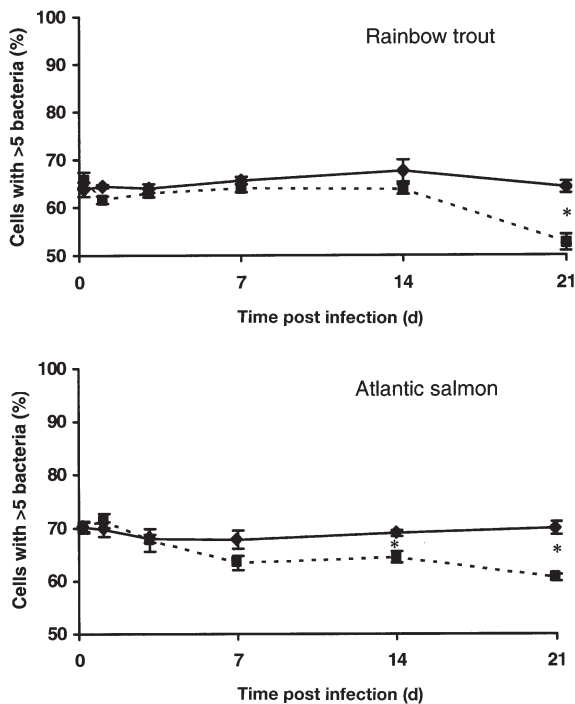 Rainbow trout
Cells with >5 bacteria (%)
100
90
80
70
60
50
*
0 7 14 21
Time post infection (d)
Atlantic salmon
Cells with >5 bacteria (%)
100
90
80
70
60
50
*
*
0 7 14 21
Time post infection (d)